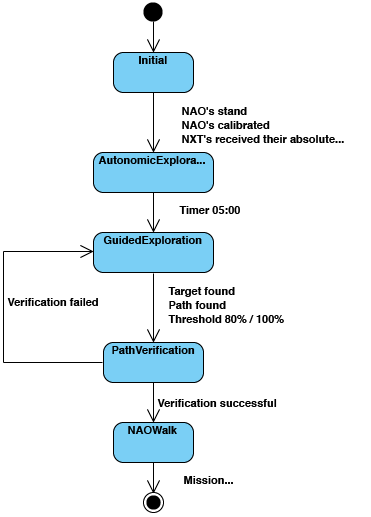 Initial
NAO's stand
NAO's calibrated
NXT's received their absolute...
AutonomicExplora...
Timer 05:00
GuidedExploration
Target found
Path found
Threshold 80% / 100%
Verification failed
PathVerification
Verification successful
NAOWalk
Mission...